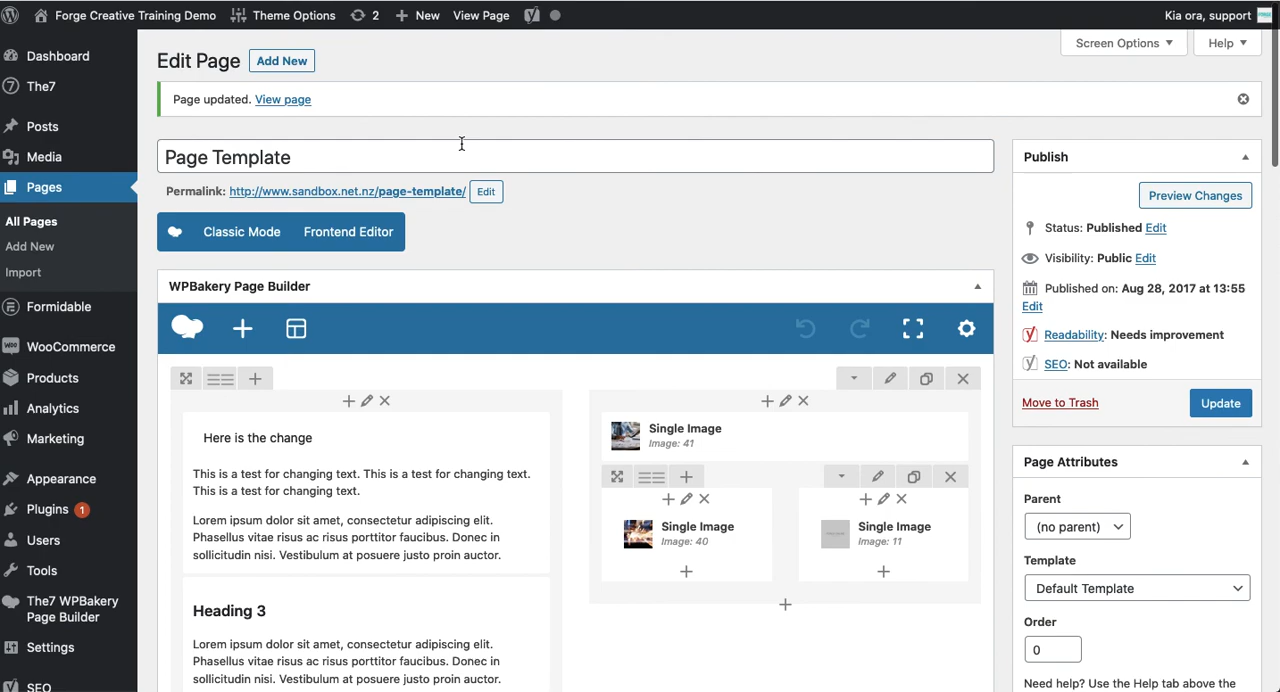 Forge Creative Training Demo Theme Options 2 New View Page Kia ora, support
Dashboard
The7
Posts
Media
Pages
All Pages
Add New
Import
Formidable
WooCommerce
Products
Analytics
Marketing
Appearance
Plugins 1
Users
Tools
The7 WPBakery
Page Builder
Settings
SEO
Screen Options Help
Edit Page Add New
Page updated. View page
Page Template
Permalink: http://www.sandbox.net.nz/page-template/ Edit
Classic Mode Frontend Editor
WPBakery Page Builder
Here is the change
This is a test for changing text. This is a test for changing text.
This is a test for changing text.
Lorem ipsum dolor sit amet, consectetur adipiscing elit.
Phasellus vitae risus ac risus porttitor faucibus. Donec in
sollicitudin nisi. Vestibulum at posuere justo proin auctor.
Heading 3
Lorem ipsum dolor sit amet, consectetur adipiscing elit.
Phasellus vitae risus ac risus porttitor faucibus. Donec in
sollicitudin nisi. Vestibulum at posuere justo proin auctor.
Single Image
Image: 41
Single Image
Image: 40
Single Image
Image: 11
Publish
Preview Changes
Status: Published Edit
Visibility: Public Edit
Published on: Aug 28, 2017 at 13:55
Edit
Readability: Needs improvement
SEO: Not available
Move to Trash Update
Page Attributes
Parent
(no parent)
Template
Default Template
Order
0
Need help? Use the Help tab above the